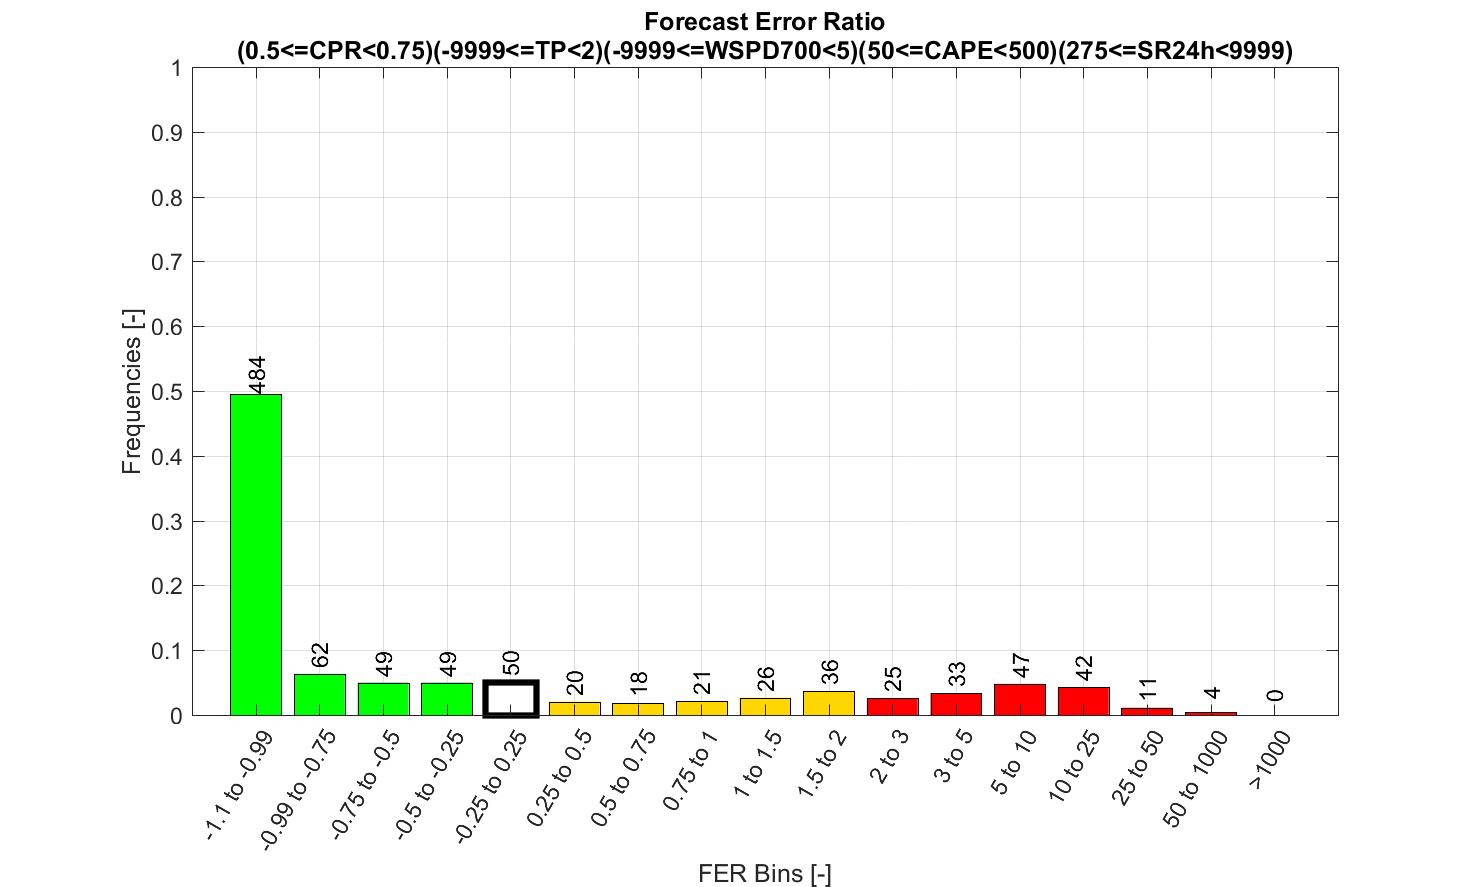 Forecast Error Ratio
(0.5<=CPR<0.75)(-9999<=TP<2)(-9999<=WSPD700<5)(50<=CAPE<500)(275<=SR24h<9999)
1
0.9
0.8
0.7
0.6
0.5
0.4
0.3
0.2
0.1
0
Frequencies [-]
484
62
49
49
50
20
18
21
26
36
25
33
47
42
11
4
0
-1.1 to -0.99
-0.99 to -0.75
-0.75 to -0.5
-0.5 to -0.25
-0.25 to 0.25
0.25 to 0.5
0.5 to 0.75
0.75 to 1
1 to 1.5
1.5 to 2
2 to 3
3 to 5
5 to 10
10 to 25
25 to 50
50 to 1000
>1000
FER Bins [-]